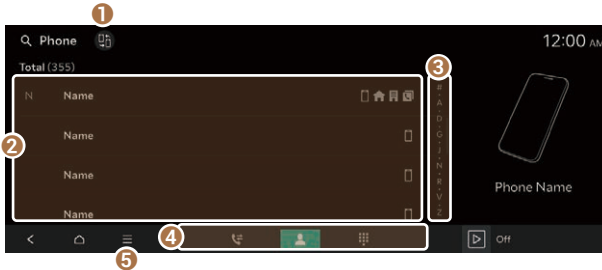 1
Phone
12:00 AM
Total (355)
3
N Name
Name
Name
Name
2
#
A
D
G
J
N
R
V
Z
Phone Name
4
Off
5